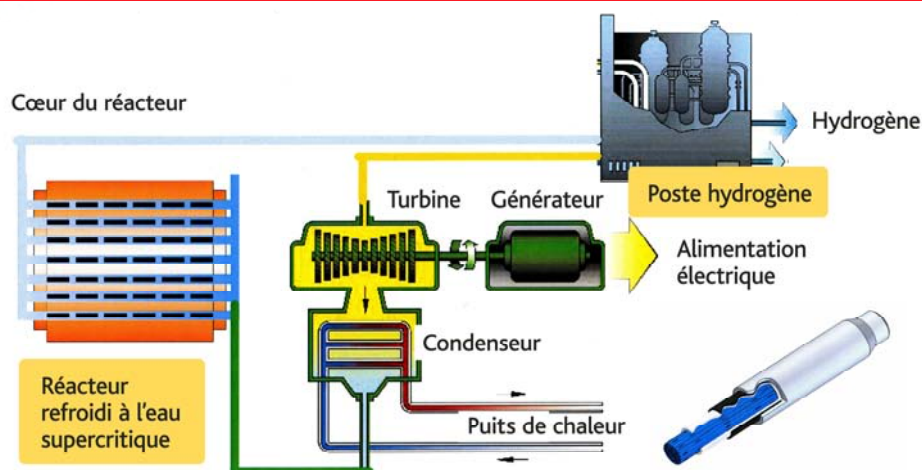 Cœur du réacteur
Hydrogène
Poste hydrogène
Turbine
Générateur
Alimentation
électrique
Condenseur
Réacteur
refroidi à l'eau
supercritique
Puits de chaleur